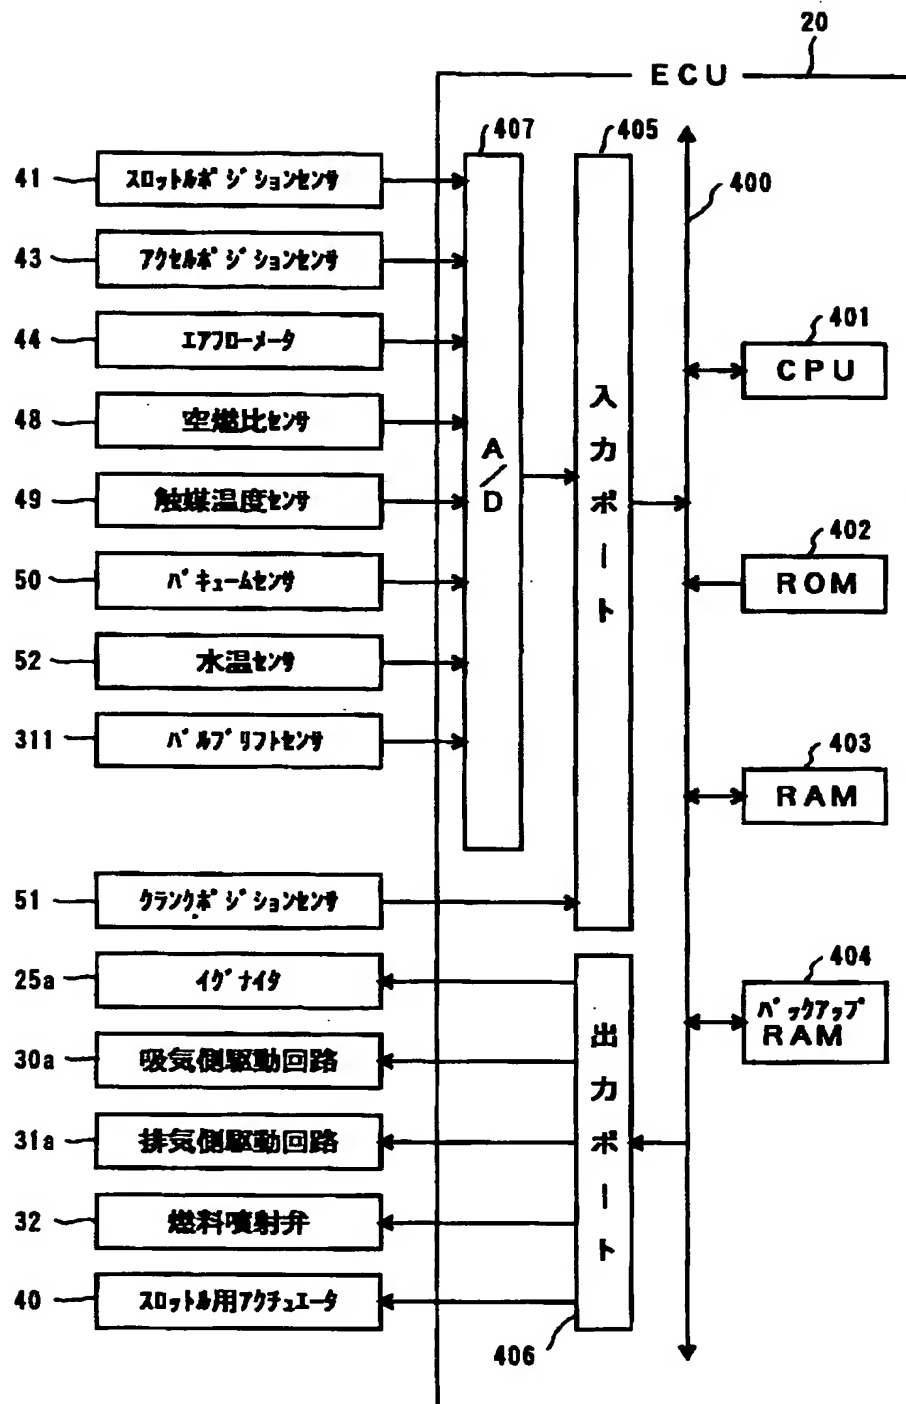 20
ECU
407
405
400
41
スロットルポジションセンサ
43
アクセルポジションセンサ
44
エアフローメータ
48
空燃比センサ
49
触媒温度センサ
50
バキュームセンサ
52
水温センサ
311
バルブリフトセンサ
A/D
入力ポート
401
CPU
402
ROM
403
RAM
51
クランクポジションセンサ
404
バックアップ
RAM
25a
イグナイタ
30a
吸気側駆動回路
31a
排気側駆動回路
32
燃料噴射弁
40
スロットル用アクチュエータ
出力ポート
406